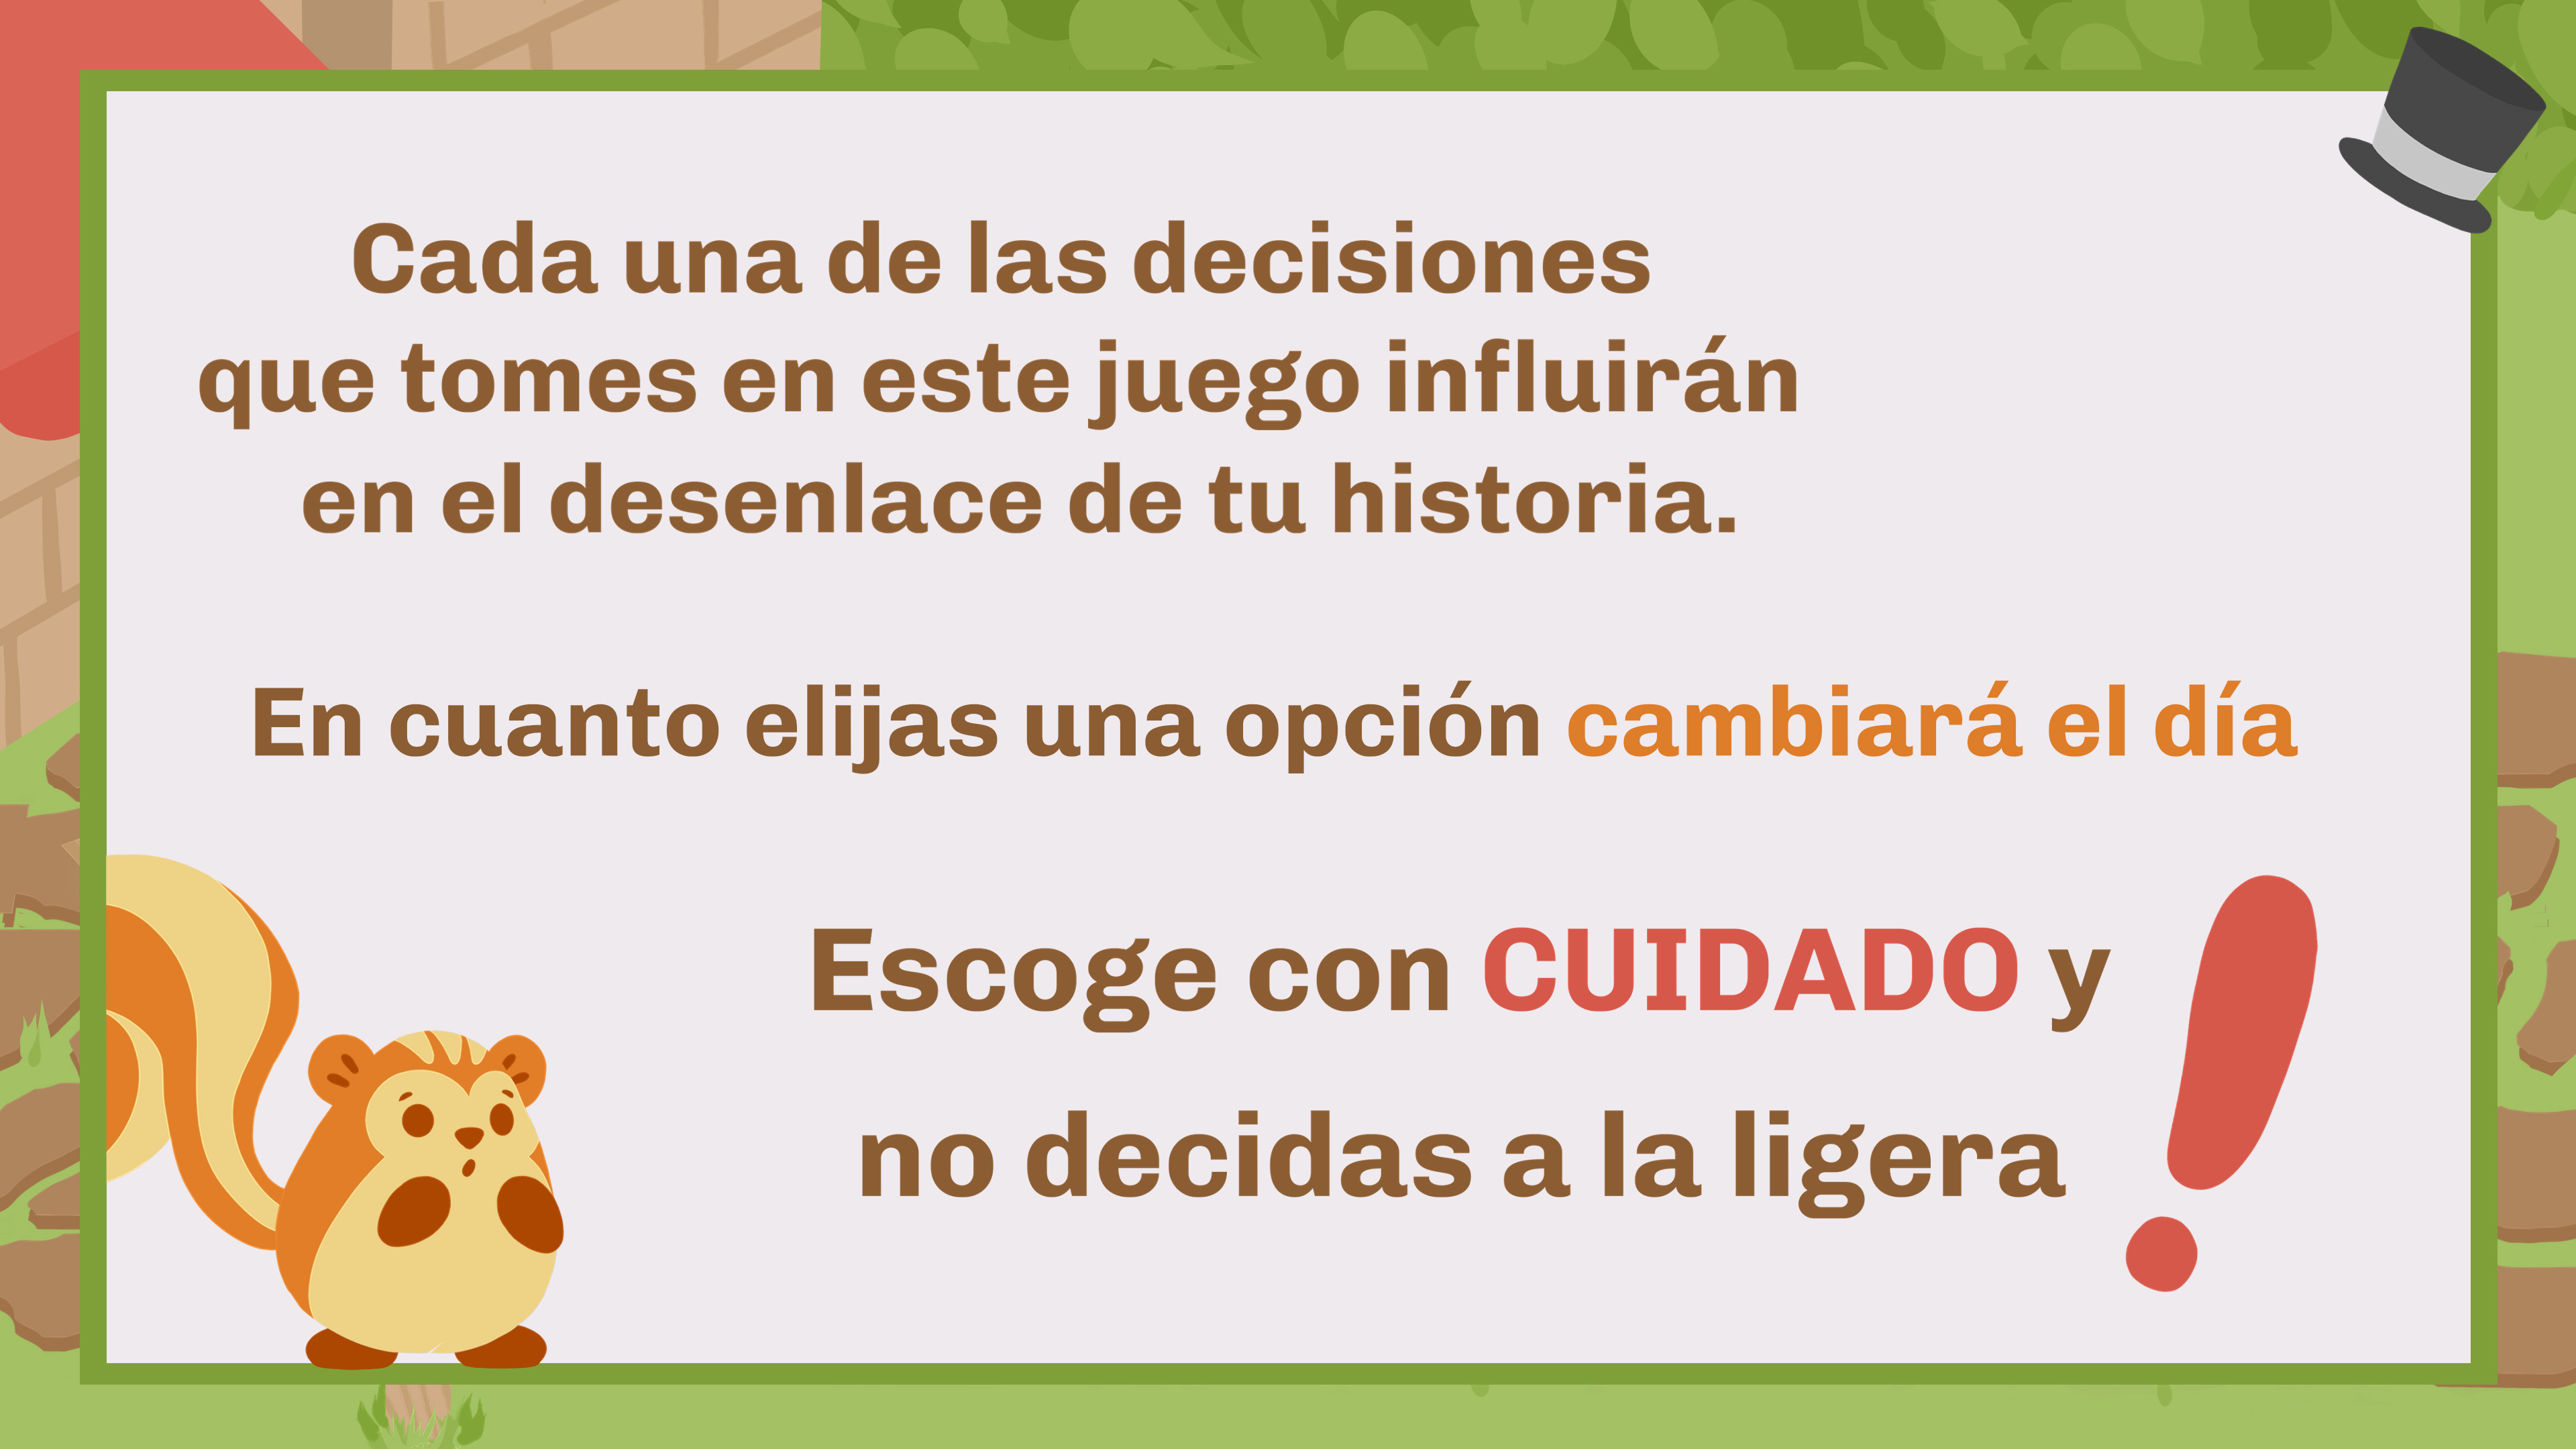 Cada una de las decisiones
que tomes en este juego influirán
en el desenlace de tu historia.
En cuanto elijas una opción cambiará el día
Escoge con CUIDADO y
no decidas a la ligera
!